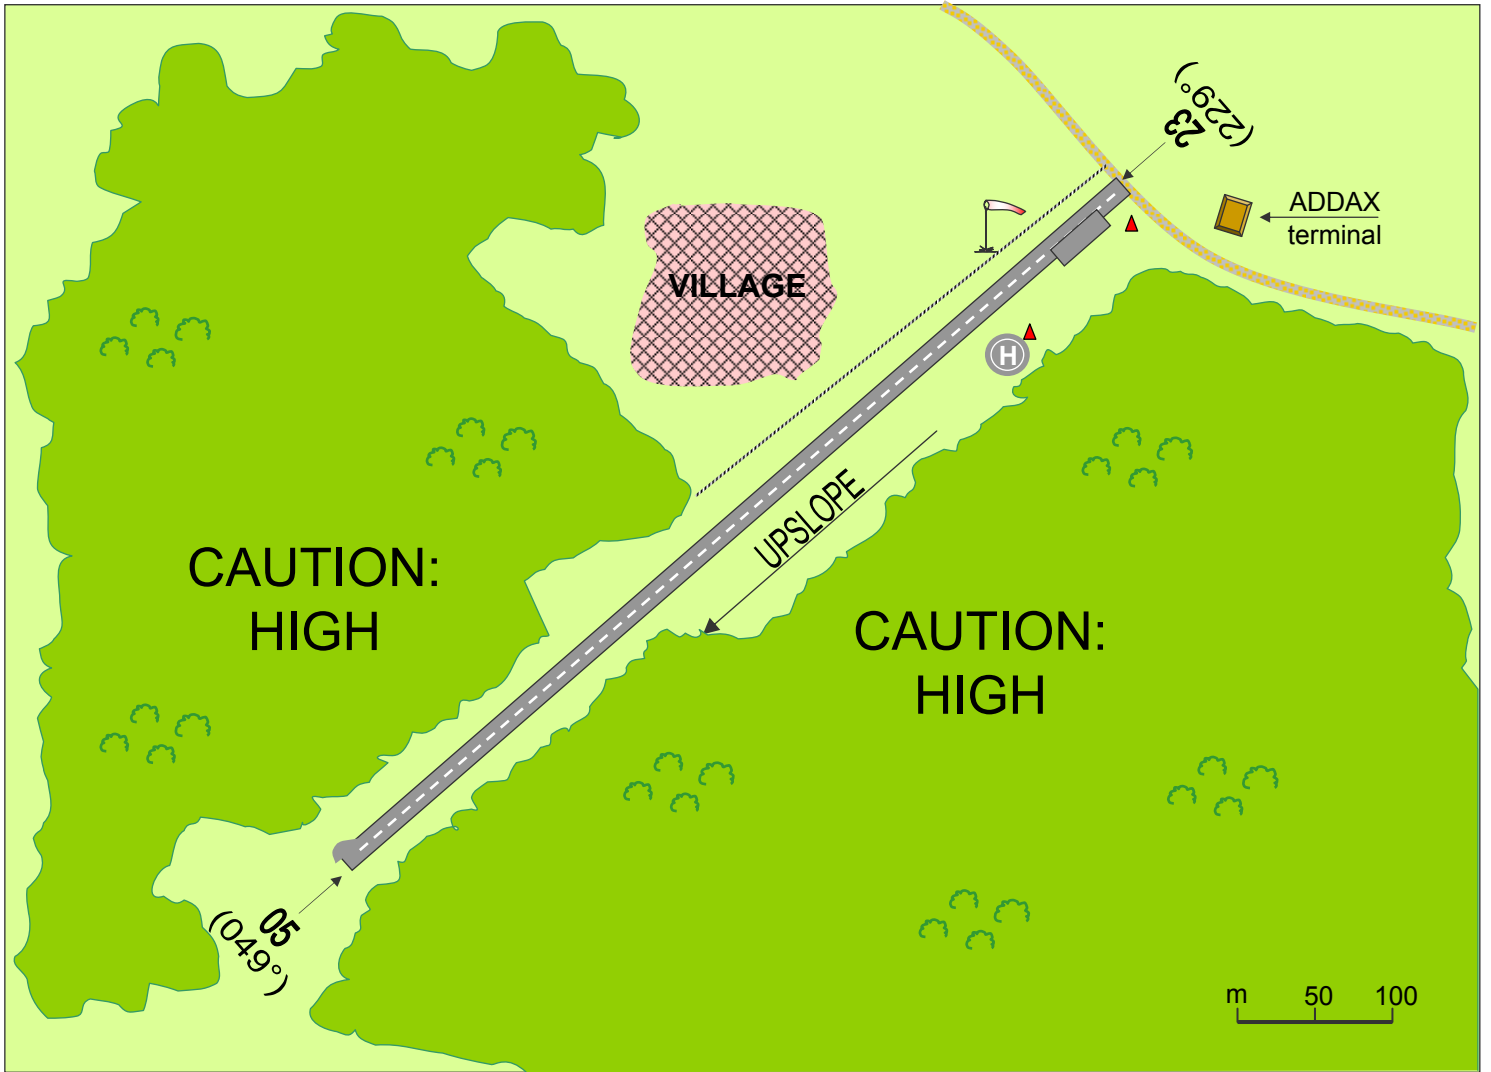 23
(229°)
ADDAX
terminal
VILLAGE
H
UPSLOPE
CAUTION:
HIGH
CAUTION:
HIGH
05
(049°)
m 50 100